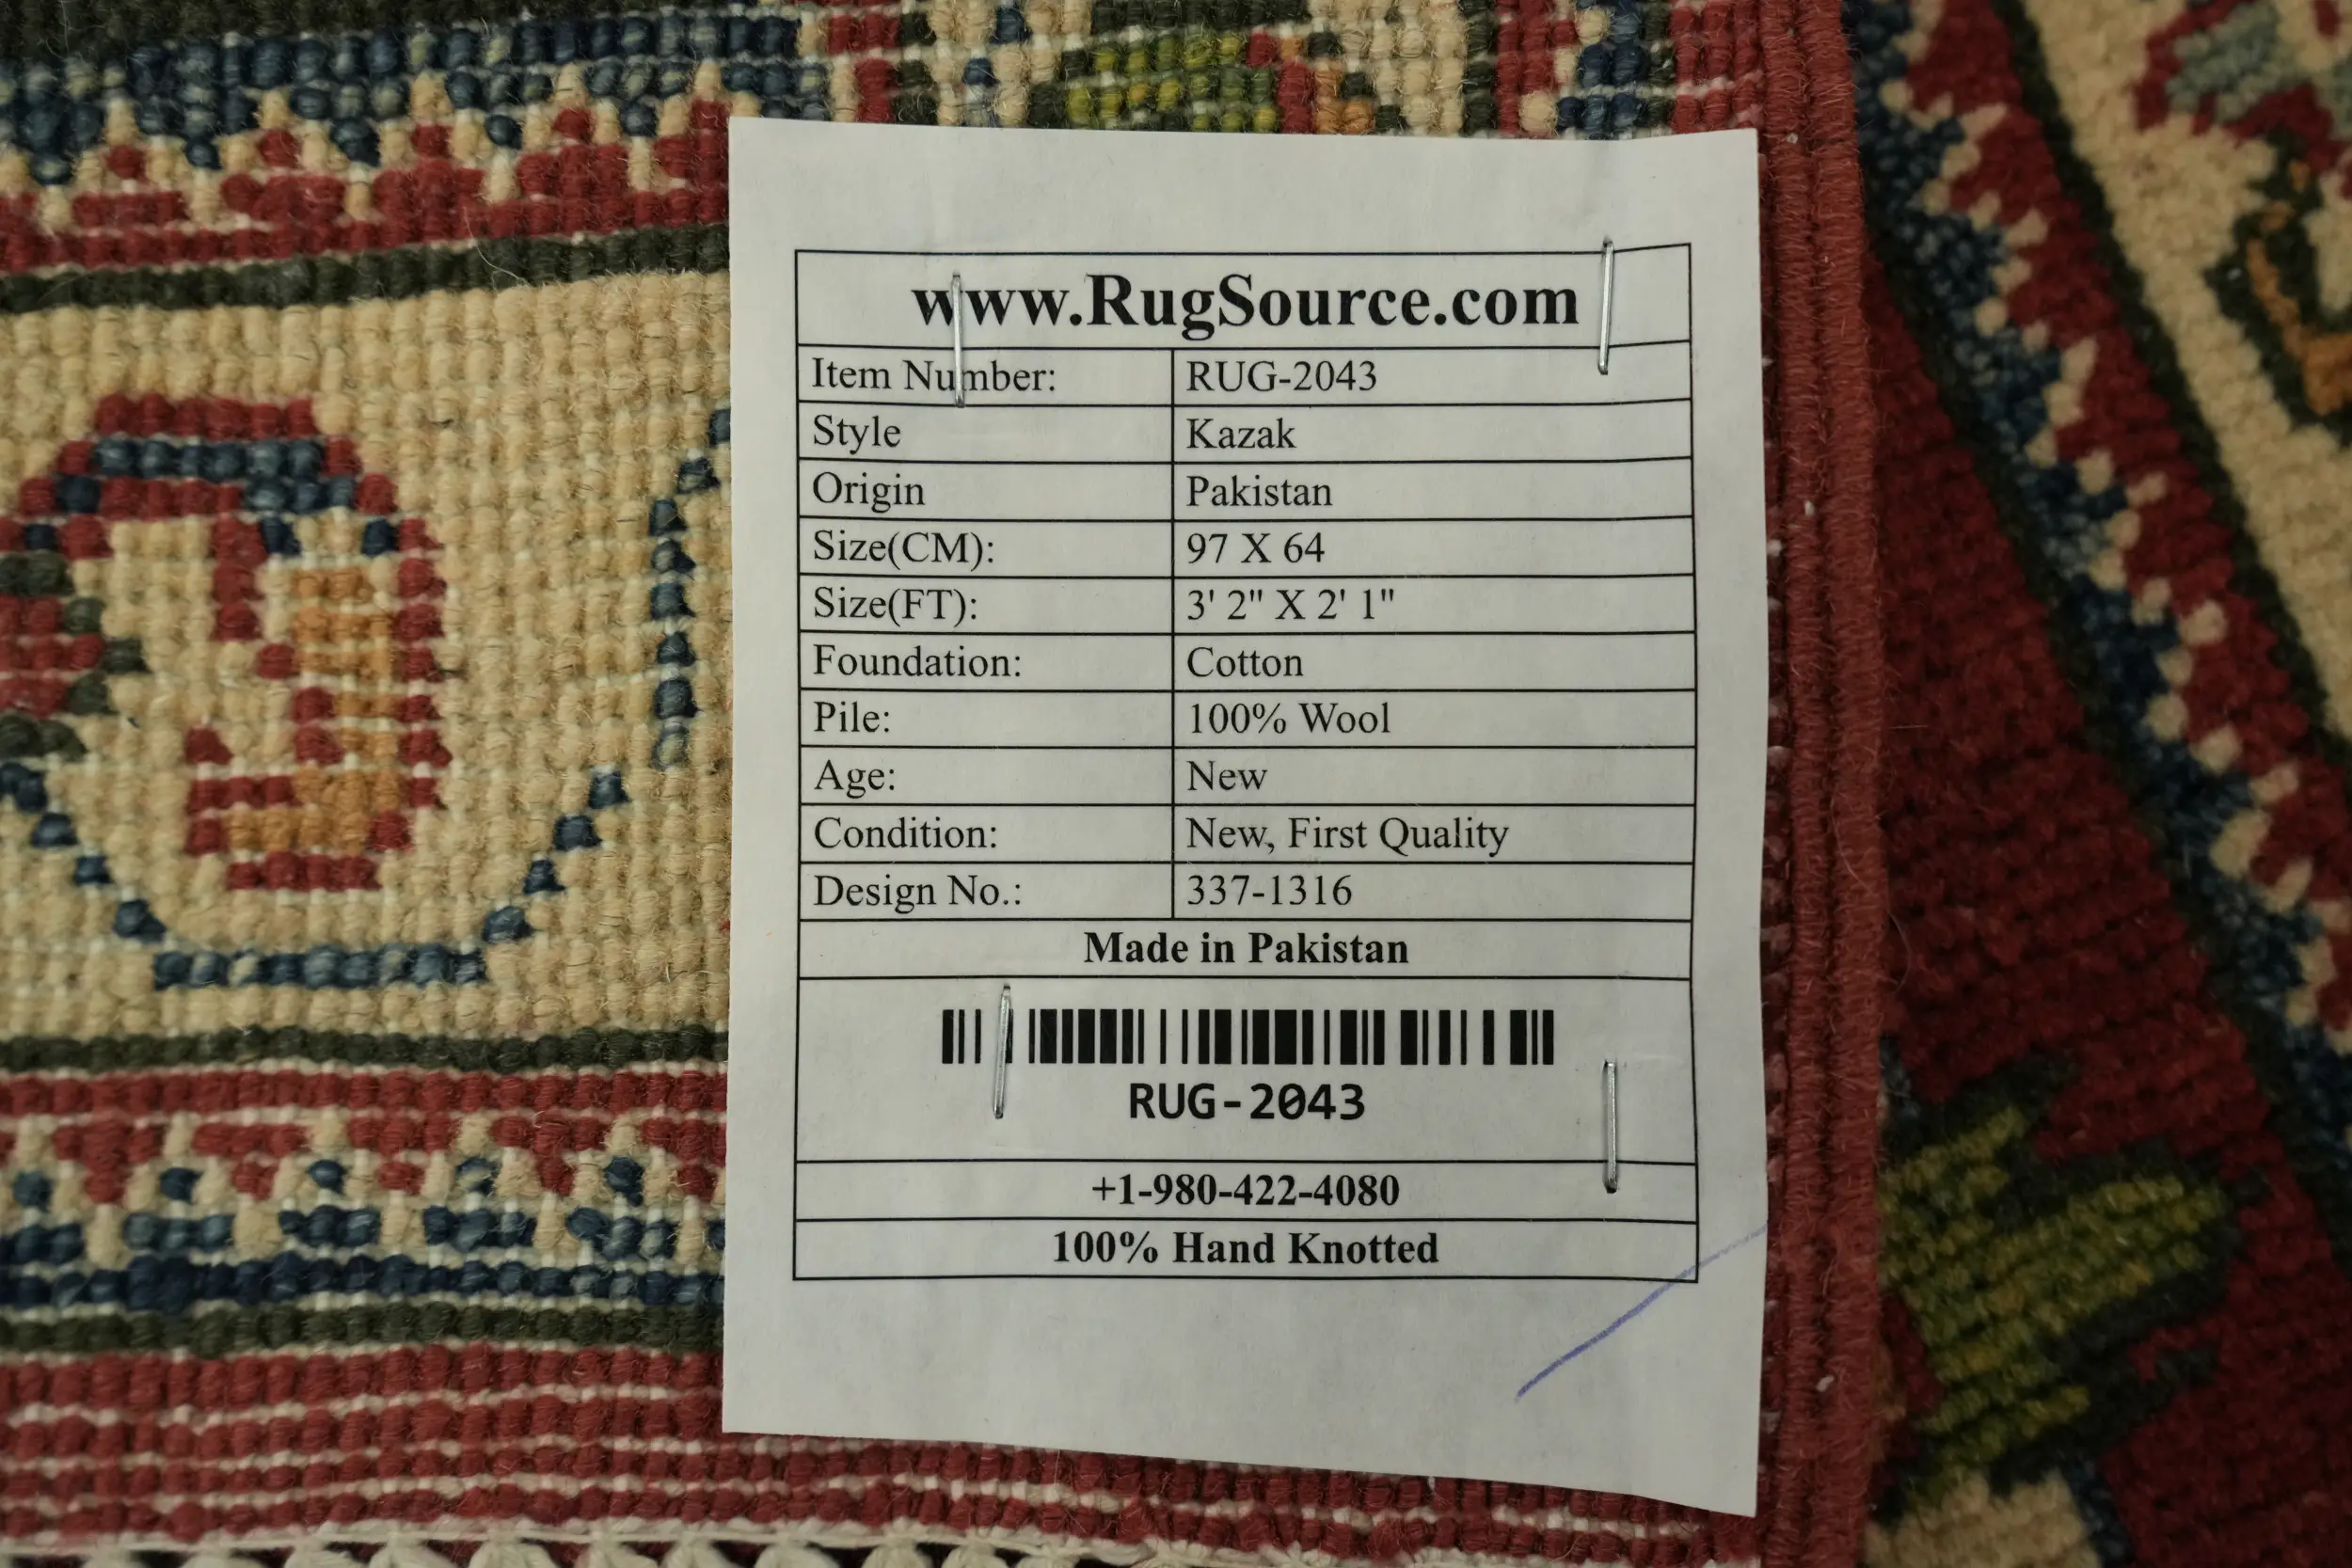 www.RugSource.com
Item Number: RUG-2043
Style Kazak
Origin Pakistan
Size(CM): 97 X 64
Size(FT): 3' 2" X 2' 1"
Foundation: Cotton
Pile: 100% Wool
Age: New
Condition: New, First Quality
Design No.: 337-1316
Made in Pakistan
RUG-2043
+1-980-422-4080
100% Hand Knotted